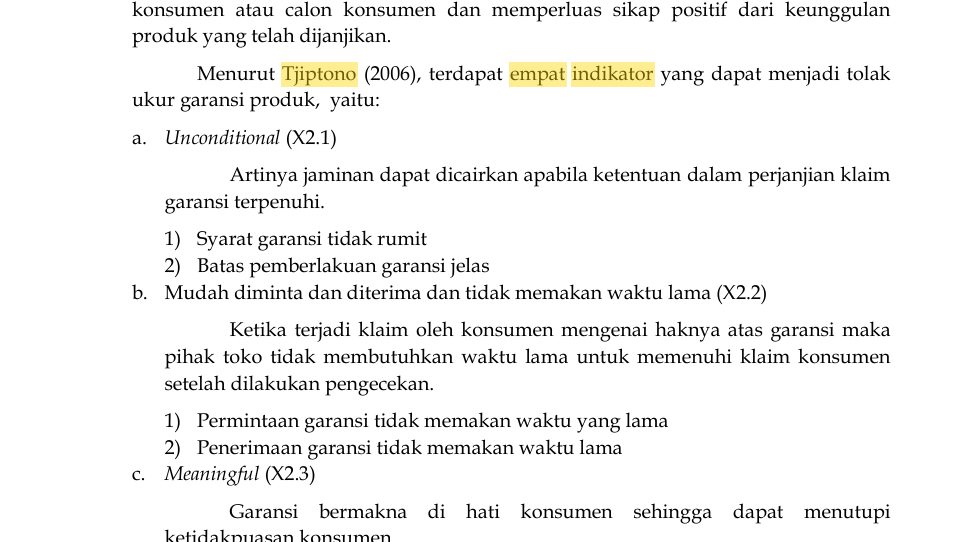 konsumen atau calon konsumen dan memperluas sikap positif dari keunggulan
produk yang telah dijanjikan.
Menurut Tjiptono (2006), terdapat empat indikator yang dapat menjadi tolak
ukur garansi produk, yaitu:
a. Unconditional (X2.1)
Artinya jaminan dapat dicairkan apabila ketentuan dalam perjanjian klaim
garansi terpenuhi.
1) Syarat garansi tidak rumit
2) Batas pemberlakuan garansi jelas
b. Mudah diminta dan diterima dan tidak memakan waktu lama (X2.2)
Ketika terjadi klaim oleh konsumen mengenai haknya atas garansi maka
pihak toko tidak membutuhkan waktu lama untuk memenuhi klaim konsumen
setelah dilakukan pengecekan.
1) Permintaan garansi tidak memakan waktu yang lama
2) Penerimaan garansi tidak memakan waktu lama
c. Meaningful (X2.3)
Garansi bermakna di hati konsumen sehingga dapat menutupi
ketidakpuasan konsumen